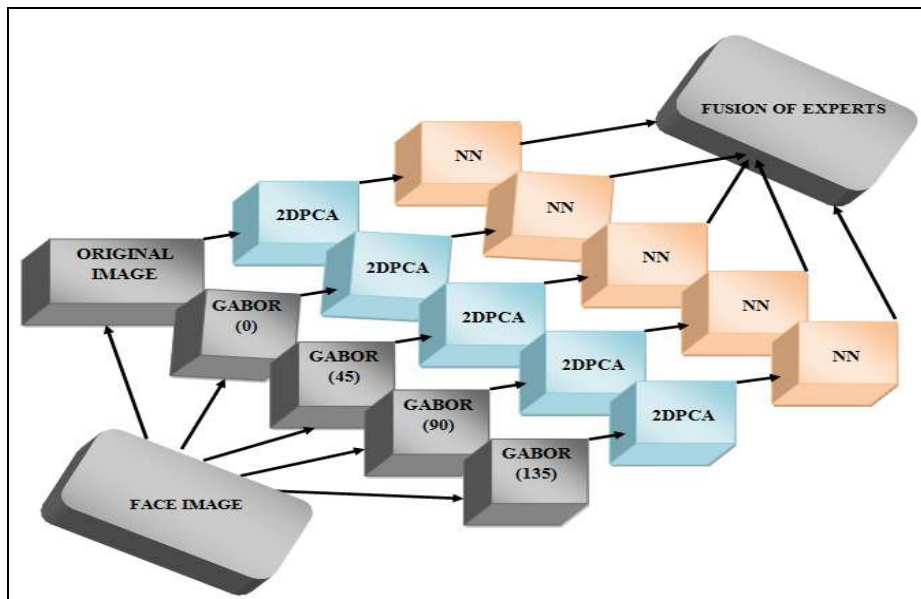 FUSION OF EXPERTS
NN
2DPCA
NN
ORIGINAL
IMAGE
2DPCA
NN
GABOR
(0)
2DPCA
NN
GABOR
(45)
2DPCA
NN
GABOR
(90)
2DPCA
GABOR
(135)
FACE IMAGE